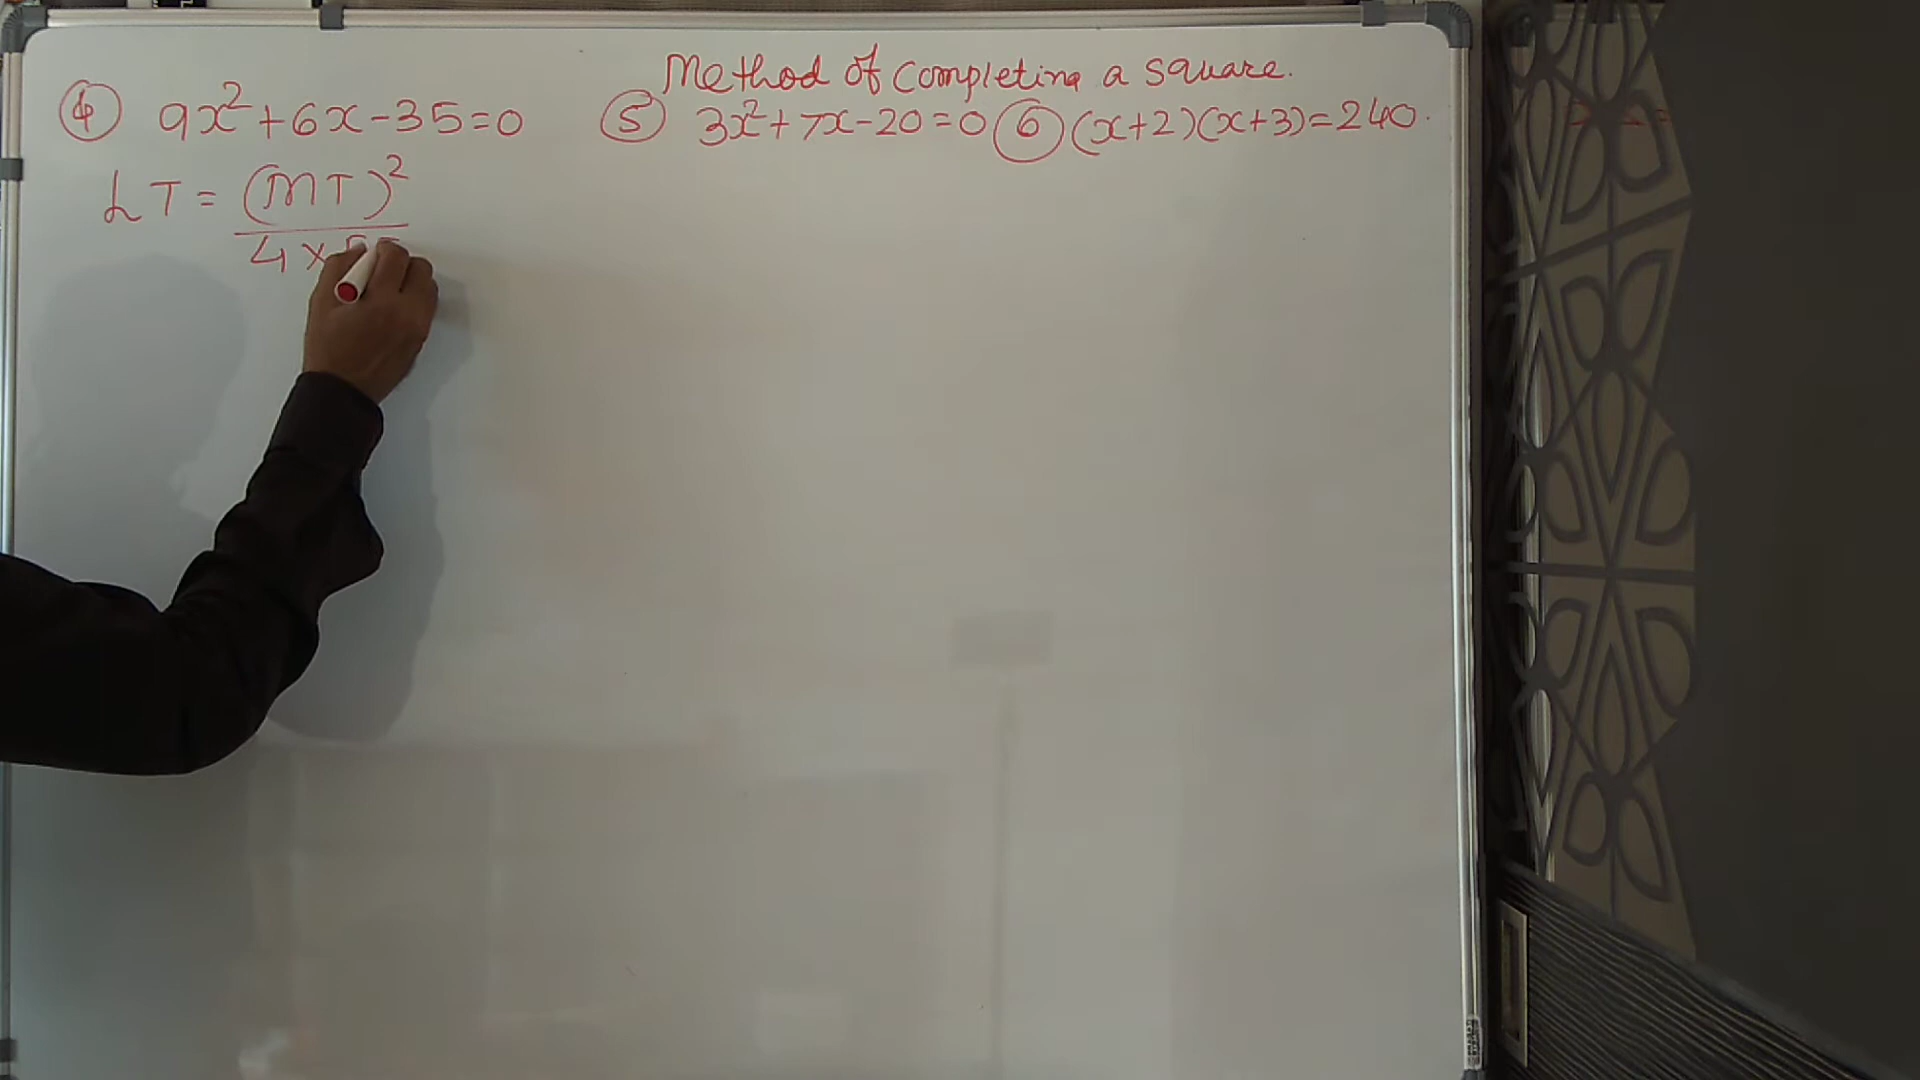 Method of completing a square.
④ 9x²+6x-35=0 ⑤ 3x²+7x-20=0 ⑥ (x+2)(x+3)=240.
LT = (MT)²
4×